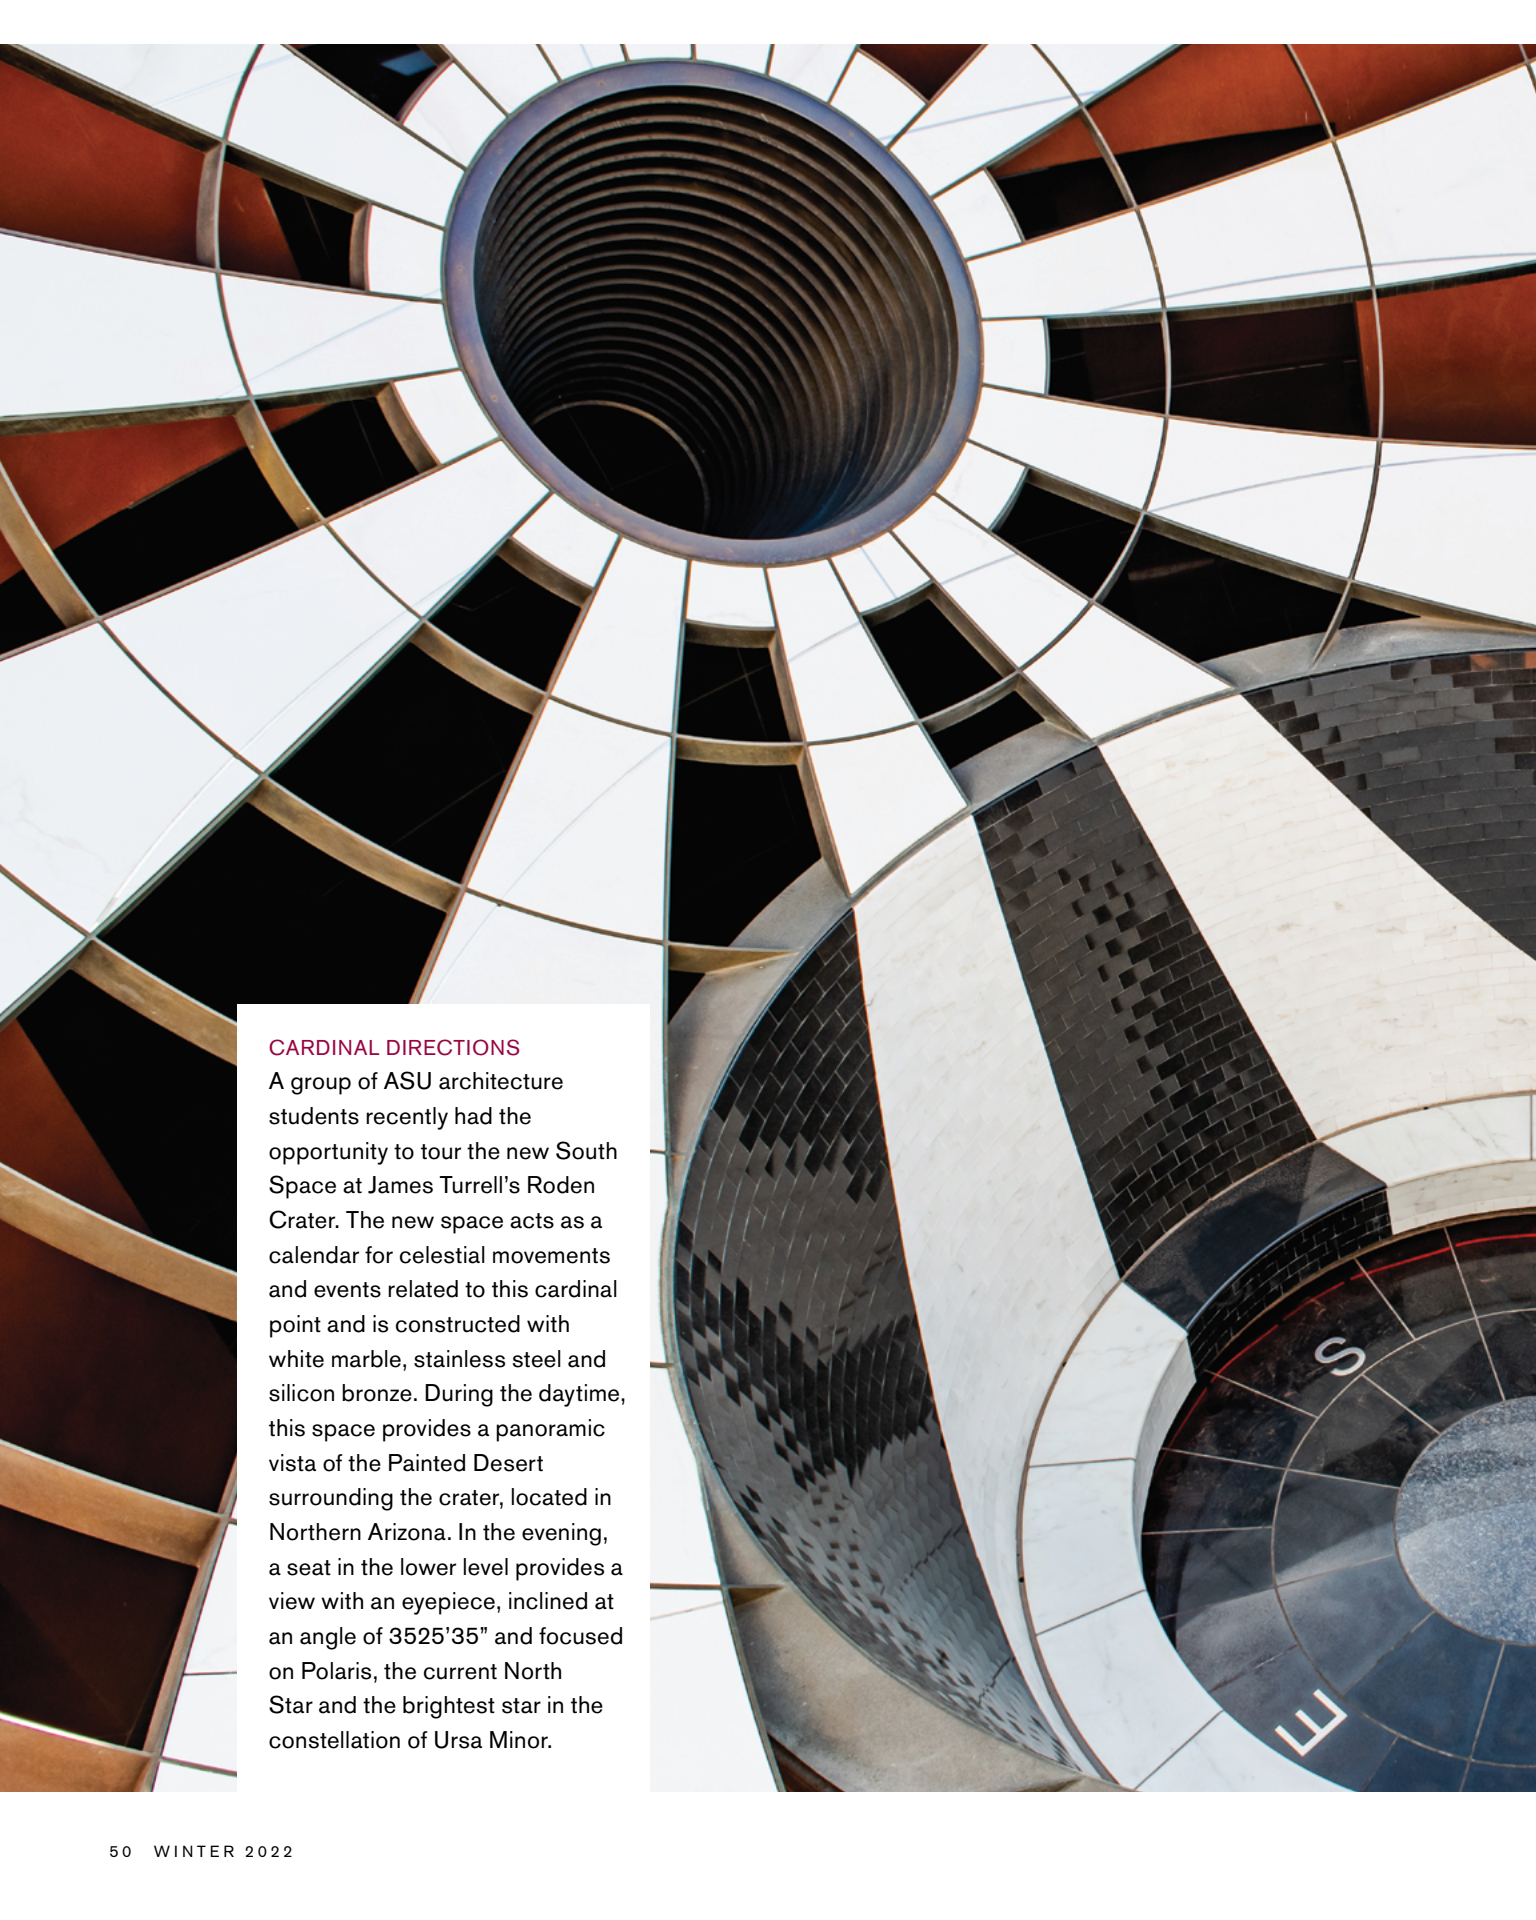 S
E
CARDINAL DIRECTIONS
A group of ASU architecture
students recently had the
opportunity to tour the new South
Space at James Turrell’s Roden
Crater. The new space acts as a
calendar for celestial movements
and events related to this cardinal
point and is constructed with
white marble, stainless steel and
silicon bronze. During the daytime,
this space provides a panoramic
vista of the Painted Desert
surrounding the crater, located in
Northern Arizona. In the evening,
a seat in the lower level provides a
view with an eyepiece, inclined at
an angle of 3525’35” and focused
on Polaris, the current North
Star and the brightest star in the
constellation of Ursa Minor.
50 WINTER 2022